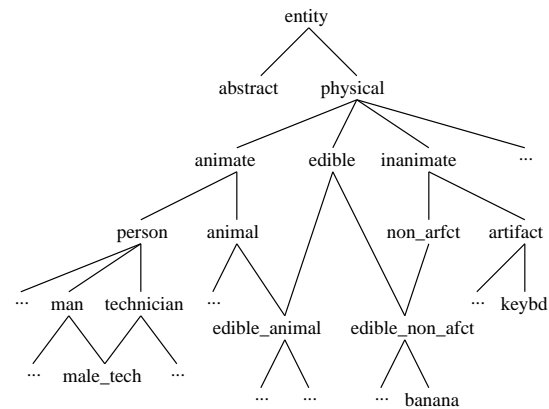 entity
abstract physical
animate edible inanimate ...
person animal non_arfct artifact
... man technician ... ... keybd
edible_animal edible_non_afct
... male_tech ...
... ... ... banana